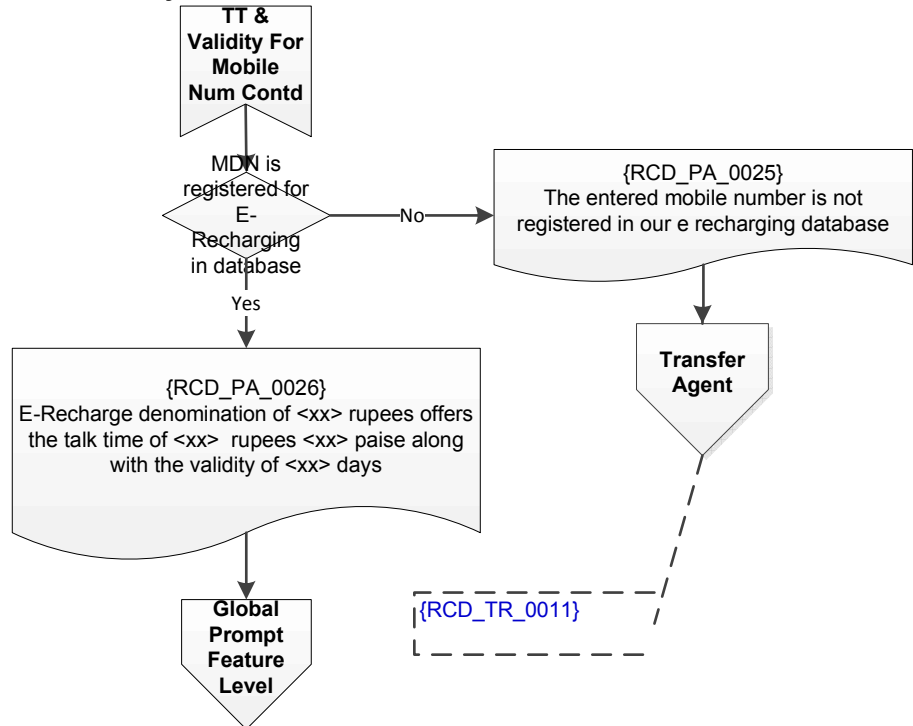 TT &
Validity For
Mobile
Num Contd
MDN is
registered for
E-
Recharging
in database
No
{RCD_PA_0025}
The entered mobile number is not
registered in our e recharging database
Yes
Transfer
Agent
{RCD_PA_0026}
E-Recharge denomination of <xx> rupees offers
the talk time of <xx> rupees <xx> paise along
with the validity of <xx> days
{RCD_TR_0011}
Global
Prompt
Feature
Level